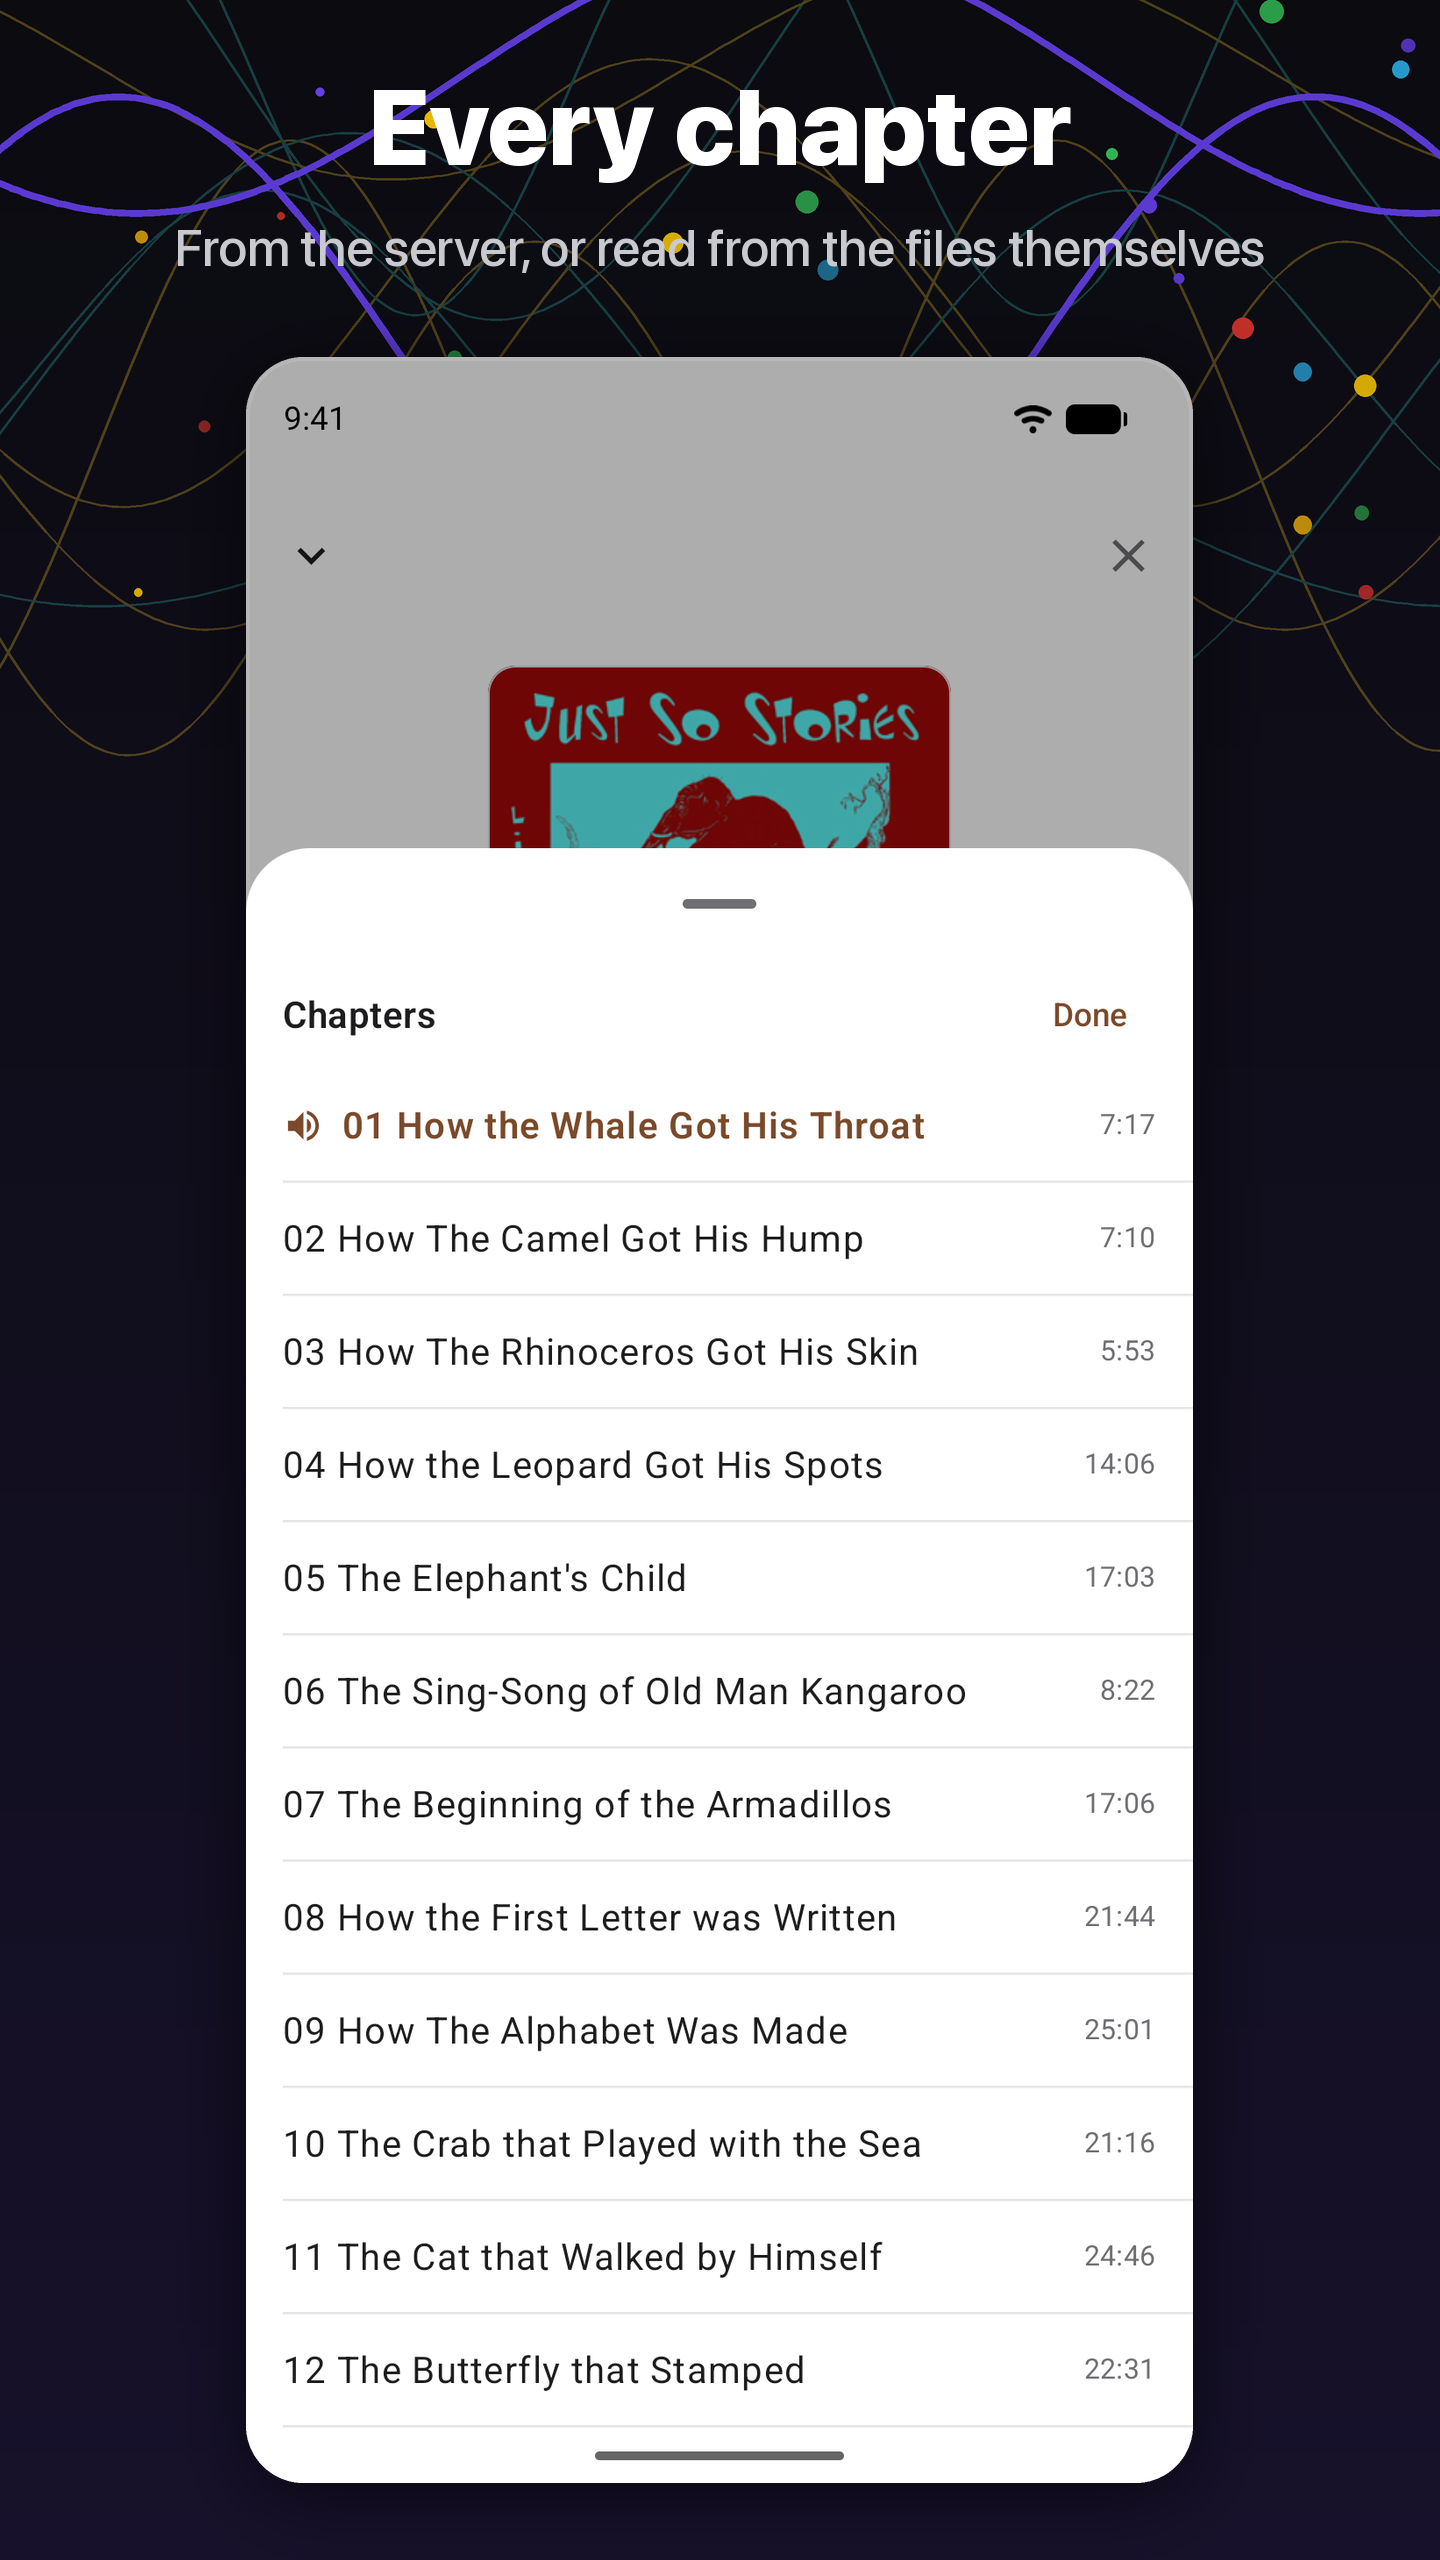 Every chapter
From the server, or read from the files themselves
9:41
JUST SO STORIES
Chapters
Done
01 How the Whale Got His Throat 7:17
02 How The Camel Got His Hump 7:10
03 How The Rhinoceros Got His Skin 5:53
04 How the Leopard Got His Spots 14:06
05 The Elephant's Child 17:03
06 The Sing-Song of Old Man Kangaroo 8:22
07 The Beginning of the Armadillos 17:06
08 How the First Letter was Written 21:44
09 How The Alphabet Was Made 25:01
10 The Crab that Played with the Sea 21:16
11 The Cat that Walked by Himself 24:46
12 The Butterfly that Stamped 22:31